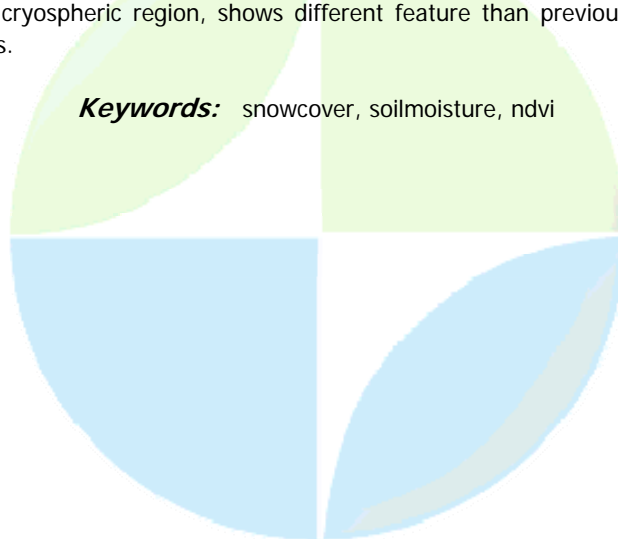 cryospheric region, shows different feature than previou
s.
Keywords: snowcover, soilmoisture, ndvi